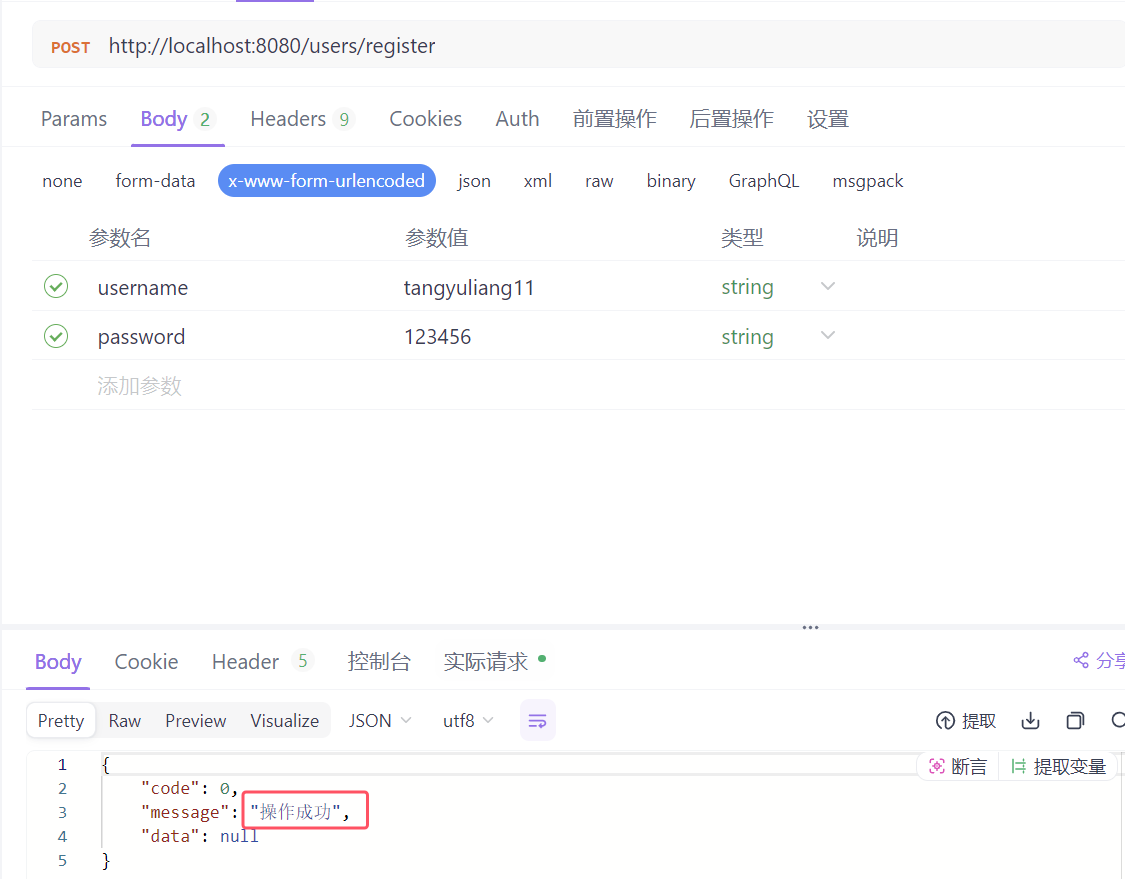 POST http://localhost:8080/users/register
Params Body 2 Headers 9 Cookies Auth 前置操作 后置操作 设置
none form-data x-www-form-urlencoded json xml raw binary GraphQL msgpack
参数名 参数值 类型 说明
username tangyuliang11 string
password 123456 string
添加参数
Body Cookie Header 5 控制台 实际请求 分享
Pretty Raw Preview Visualize JSON utf8 提取
1 {
断言 提取变量
2 "code": 0,
3 "message": "操作成功",
4 "data": null
5 }